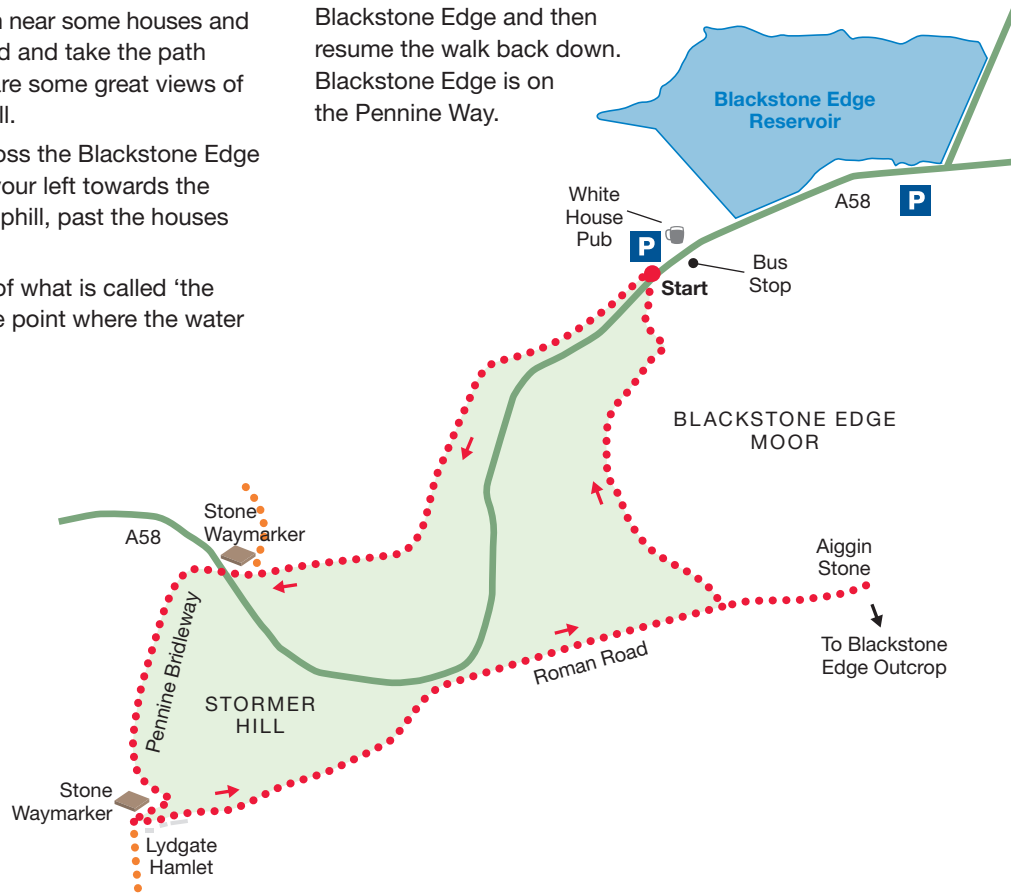 n near some houses and
d and take the path
are some great views of
ll.
oss the Blackstone Edge
your left towards the
phill, past the houses
of what is called ‘the
e point where the water
Blackstone Edge and then
resume the walk back down.
Blackstone Edge is on
the Pennine Way.
Blackstone Edge
Reservoir
White
House
Pub
P
A58
P
Start
Bus
Stop
BLACKSTONE EDGE
MOOR
Stone
Waymarker
A58
Aiggin
Stone
To Blackstone
Edge Outcrop
Roman Road
Pennine Bridleway
STORMER
HILL
Stone
Waymarker
Lydgate
Hamlet